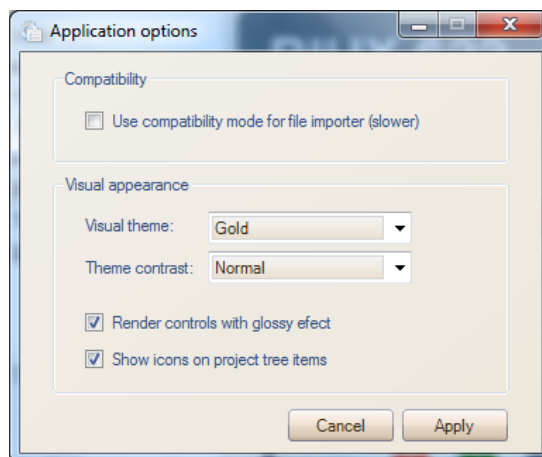 Application options
Compatibility
Use compatibility mode for file importer (slower)
Visual appearance
Visual theme: Gold
Theme contrast: Normal
Render controls with glossy efect
Show icons on project tree items
Cancel Apply